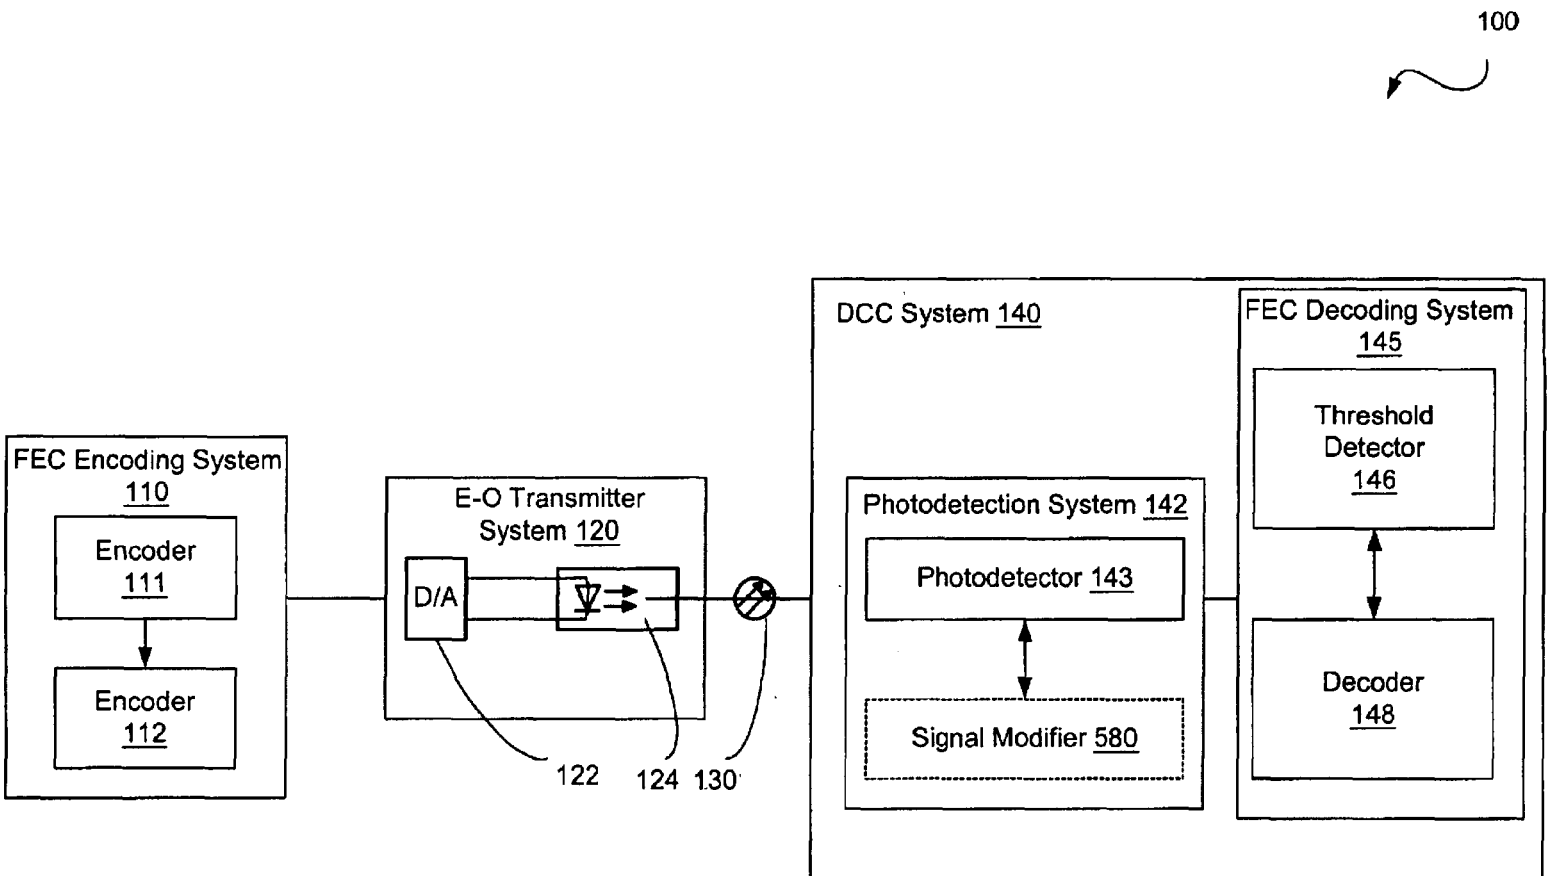 100
DCC System 140
FEC Decoding System
145
Threshold
Detector
146
FEC Encoding System
110
E-O Transmitter
System 120
Photodetection System 142
Encoder
111
D/A
Photodetector 143
Encoder
112
Decoder
148
Signal Modifier 580
122
124
130